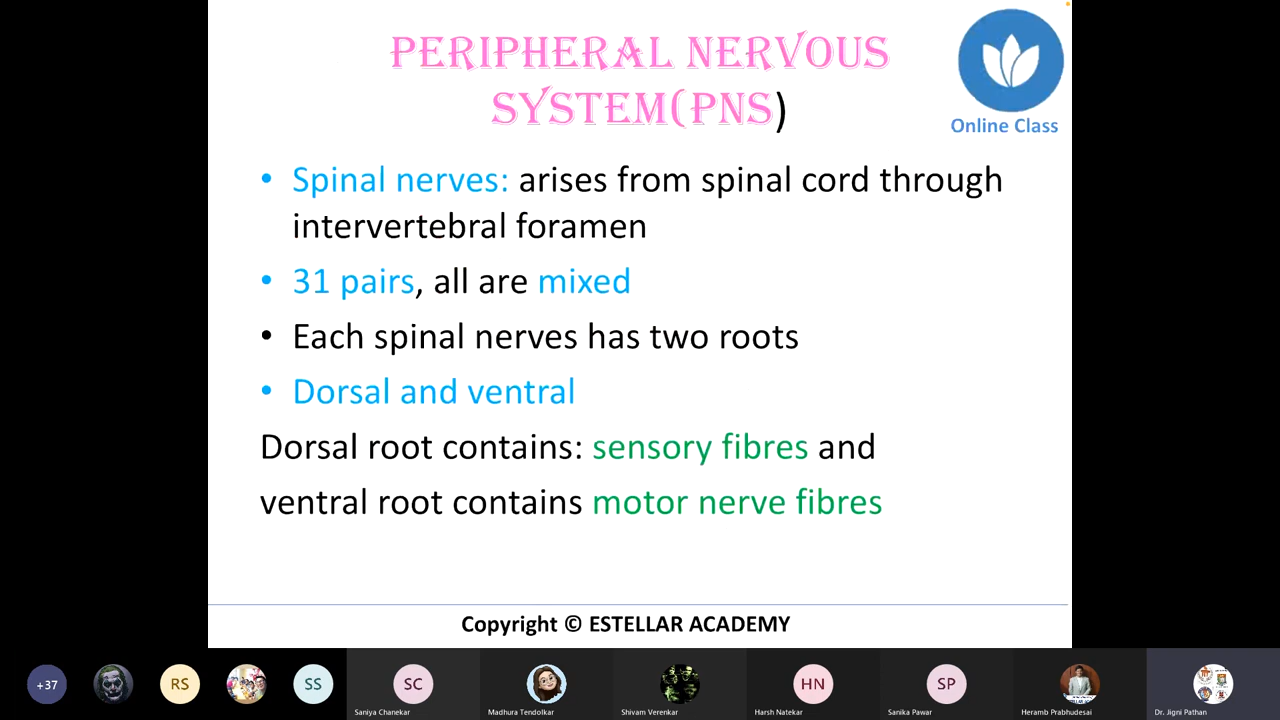 PERIPHERAL NERVOUS
SYSTEM(PNS)
Online Class
• Spinal nerves: arises from spinal cord through
intervertebral foramen
• 31 pairs, all are mixed
• Each spinal nerves has two roots
• Dorsal and ventral
Dorsal root contains: sensory fibres and
ventral root contains motor nerve fibres
Copyright © ESTELLAR ACADEMY
+37
RS
SS
SC
HN
SP
Saniya Chanekar
Madhura Tendolkar
Shivam Verenkar
Harsh Natekar
Sanika Pawar
Heramb Prabhudesai
Dr. Jigni Pathan